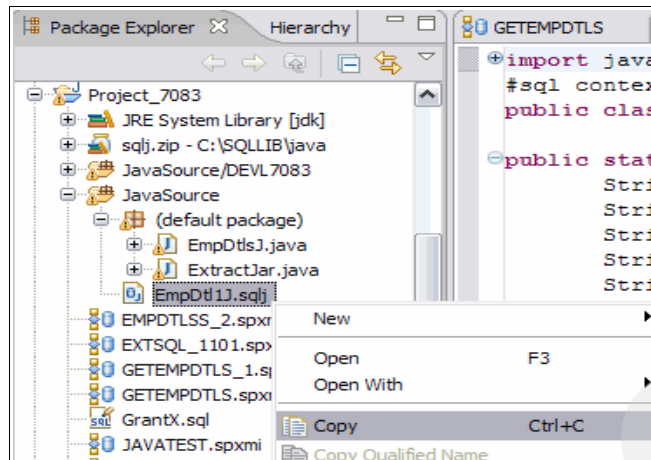 Package Explorer Hierarchy
GETEMPDTLS
Project_7083
JRE System Library [jdk]
sqlj.zip - C:\SQLLIB\java
JavaSource/DEVL7083
JavaSource
(default package)
EmpDtlsJ.java
ExtractJar.java
EmpDtl1J.sqlj
EMPDTLSS_2.spxm
EXTSQL_1101.spx
GETEMPDTLS_1.s
GETEMPDTLS.spx
GrantX.sql
JAVATEST.spxmi
import java
#sql contex
public clas
public stat
Stri
Stri
Stri
Stri
Stri
New
Open F3
Open With
Copy Ctrl+C
Copy Qualified Name